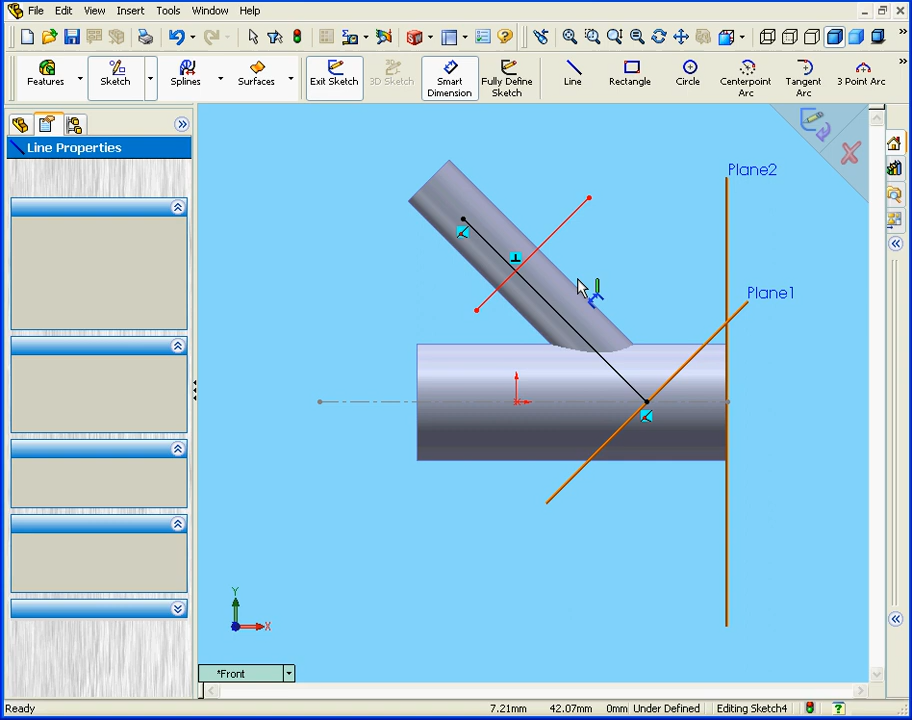 File Edit View Insert Tools Window Help
Features Sketch Splines Surfaces Exit Sketch 3D Sketch Smart Dimension Fully Define Sketch Line Rectangle Circle Centerpoint Arc Tangent Arc 3 Point Arc
Line Properties
Plane2
Plane1
Y
X
*Front
Ready 7.21mm 42.07mm 0mm Under Defined Editing Sketch4